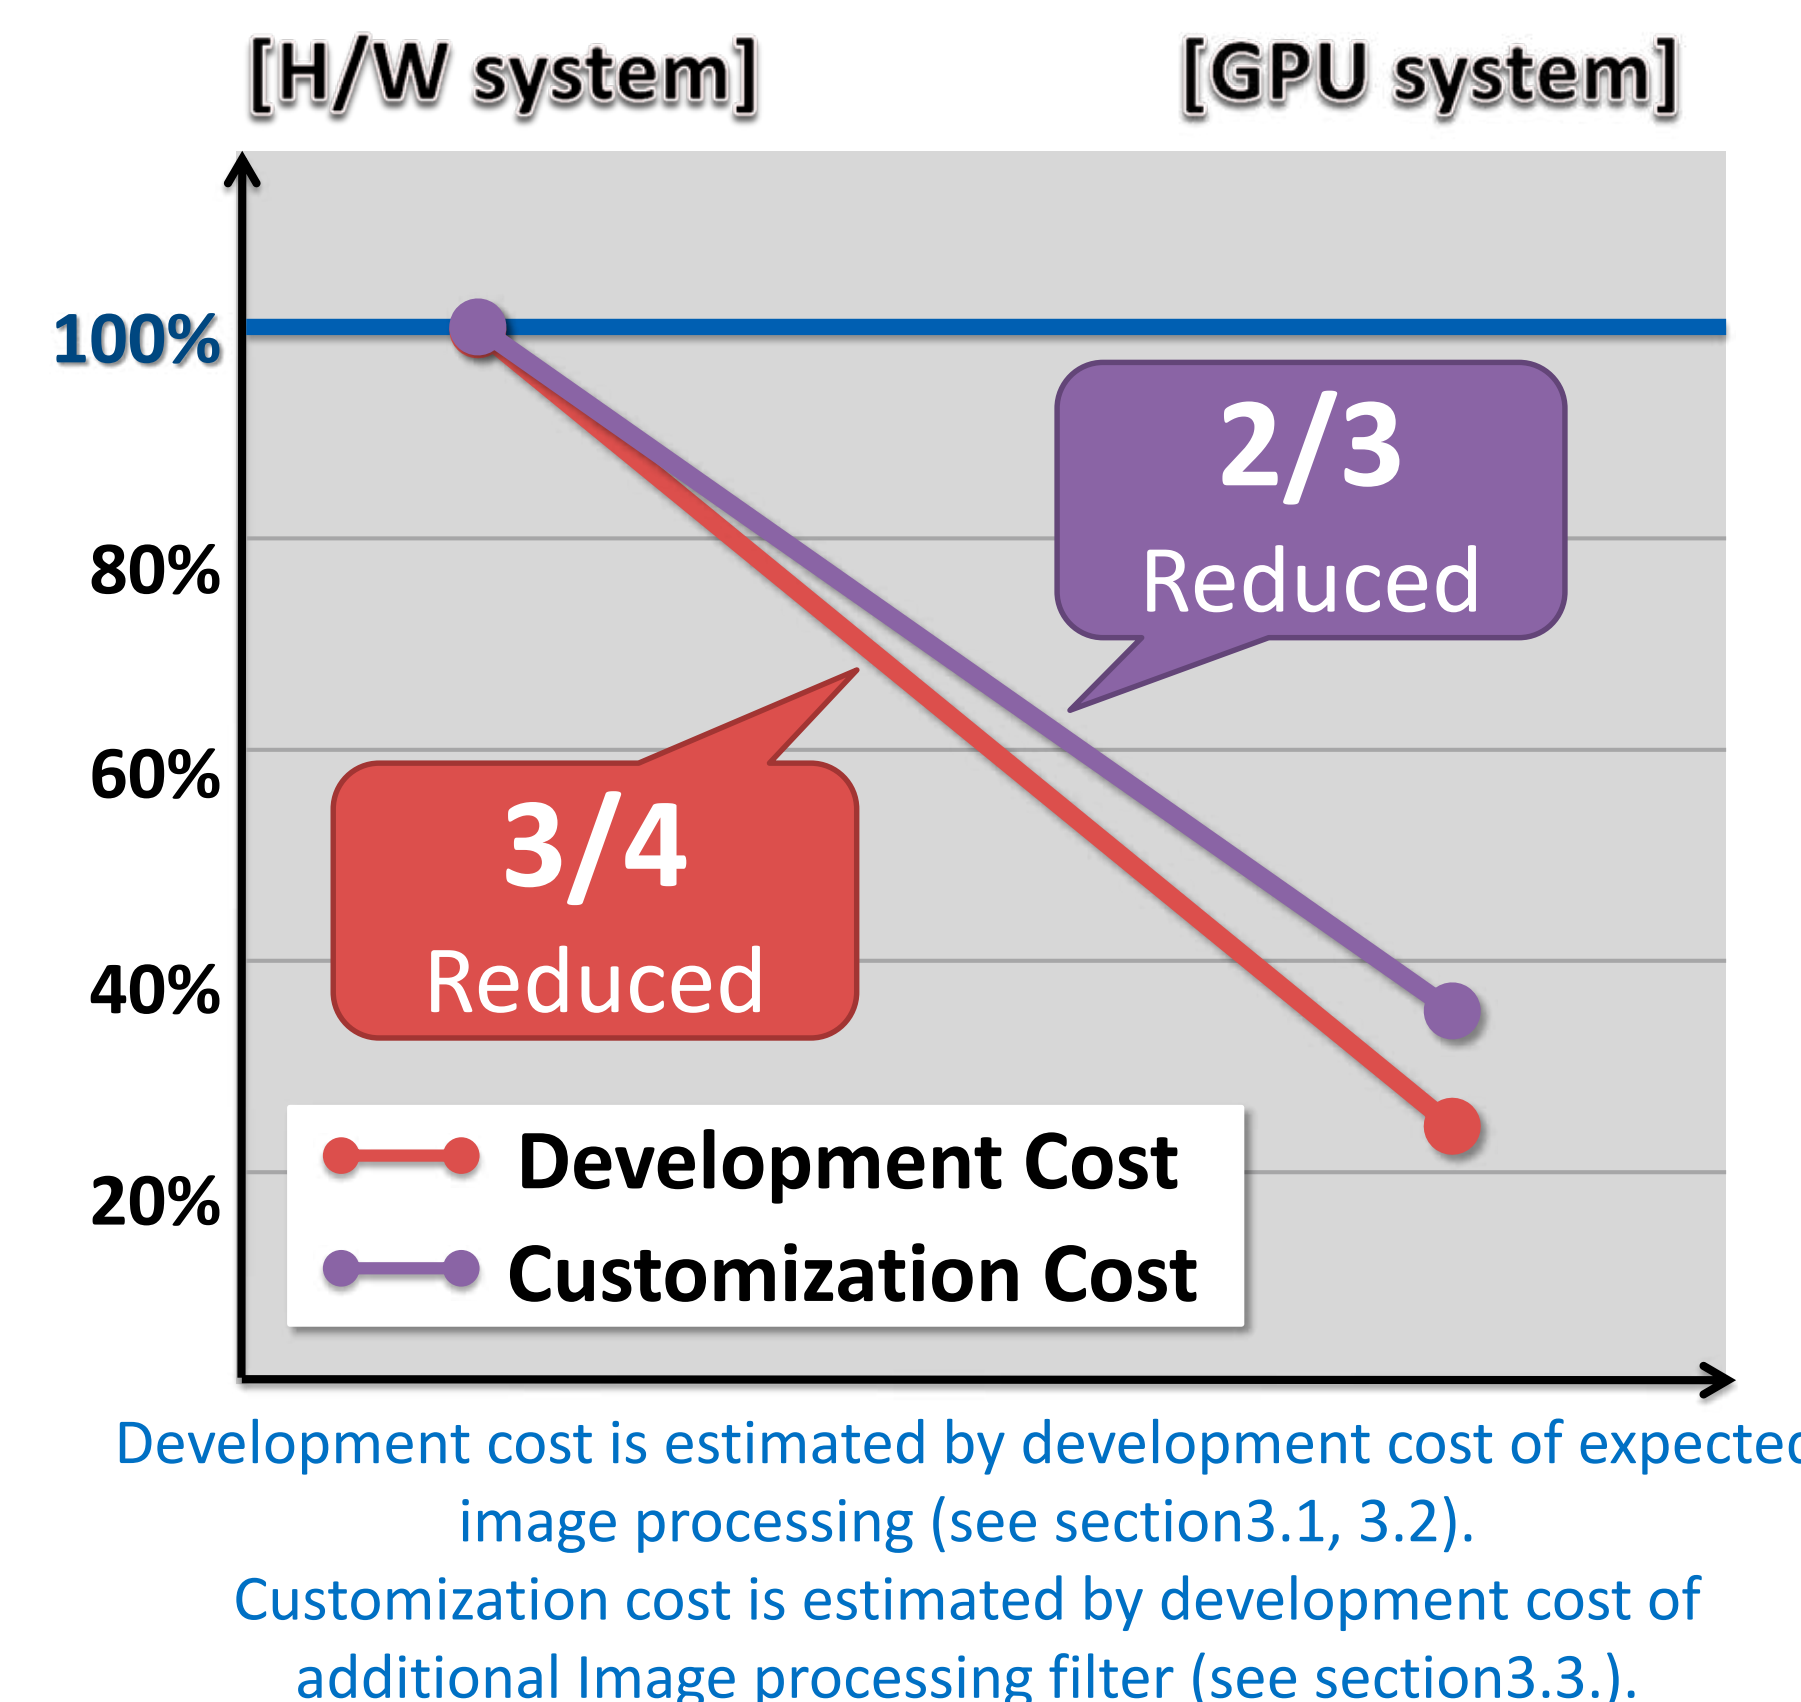 [H/W system]
[GPU system]
100%
80%
60%
40%
20%
2/3
Reduced
3/4
Reduced
Development Cost
Customization Cost
Development cost is estimated by development cost of expected
image processing (see section3.1, 3.2).
Customization cost is estimated by development cost of
additional Image processing filter (see section3.3.).